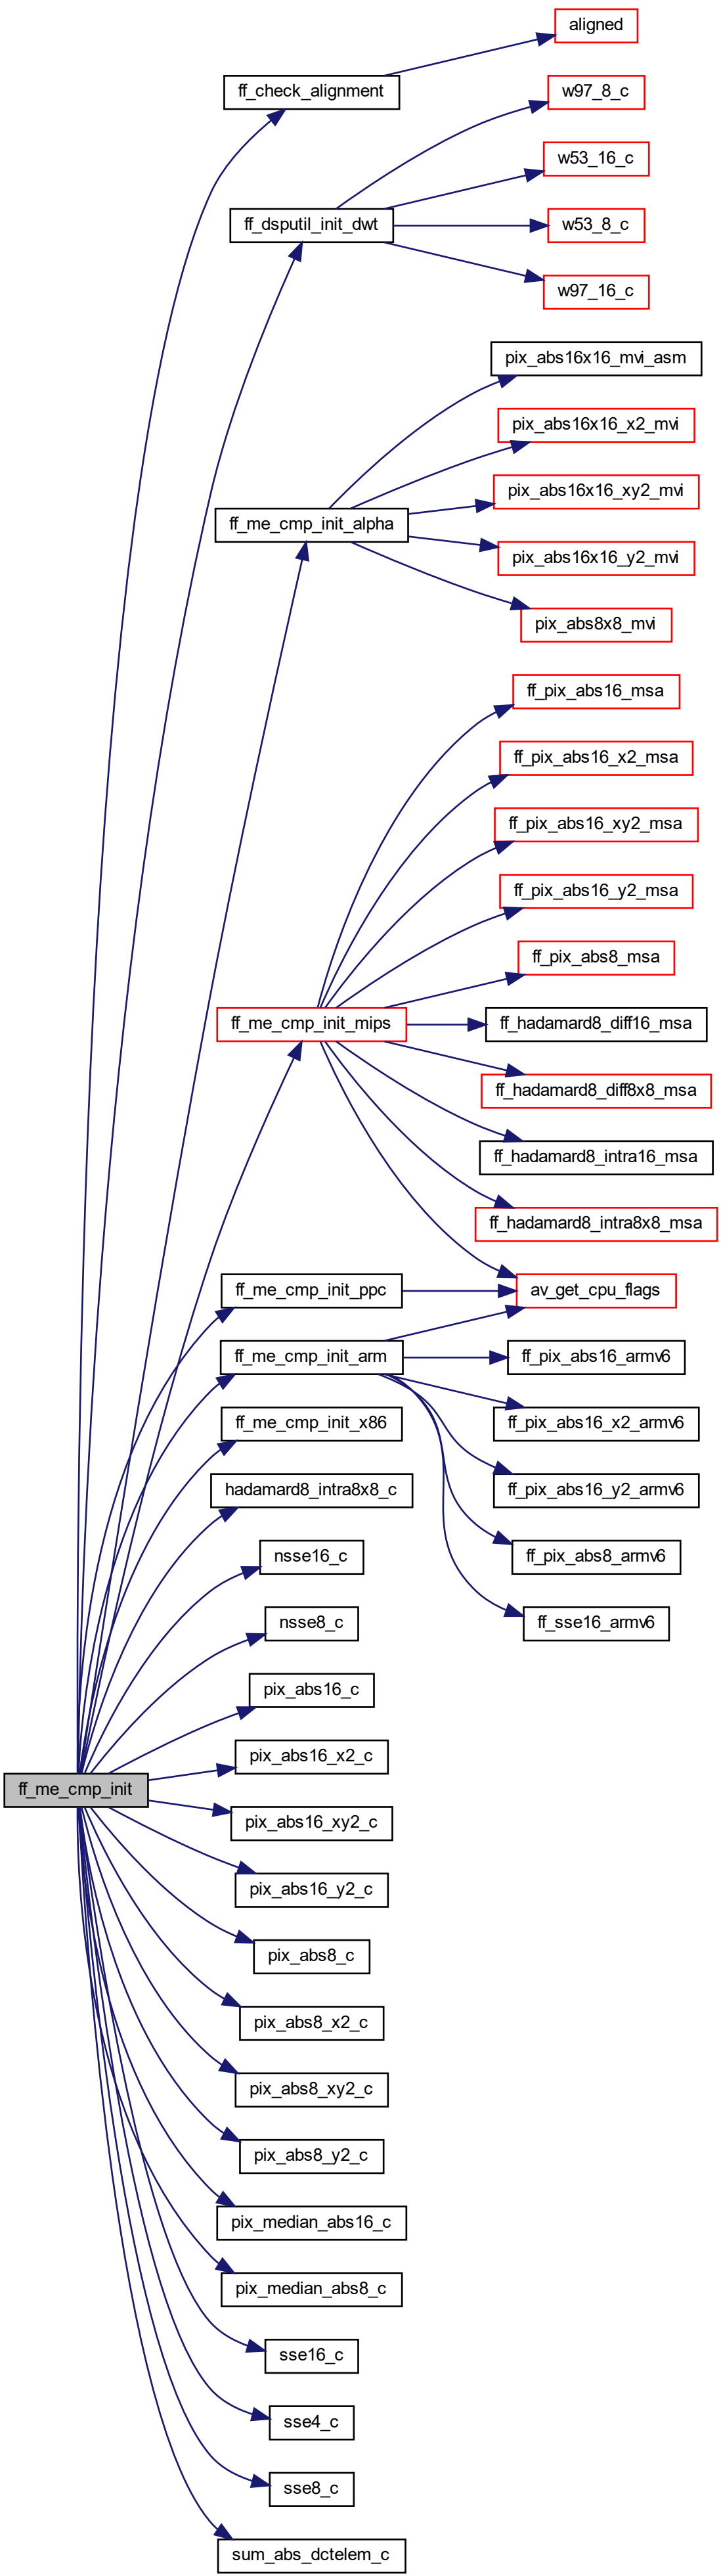 aligned
ff_check_alignment
w97_8_c
w53_16_c
ff_dsputil_init_dwt
w53_8_c
w97_16_c
pix_abs16x16_mvi_asm
pix_abs16x16_x2_mvi
pix_abs16x16_xy2_mvi
ff_me_cmp_init_alpha
pix_abs16x16_y2_mvi
pix_abs8x8_mvi
ff_pix_abs16_msa
ff_pix_abs16_x2_msa
ff_pix_abs16_xy2_msa
ff_pix_abs16_y2_msa
ff_pix_abs8_msa
ff_me_cmp_init_mips
ff_hadamard8_diff16_msa
ff_hadamard8_diff8x8_msa
ff_hadamard8_intra16_msa
ff_hadamard8_intra8x8_msa
ff_me_cmp_init_ppc
av_get_cpu_flags
ff_me_cmp_init_arm
ff_pix_abs16_armv6
ff_me_cmp_init_x86
ff_pix_abs16_x2_armv6
hadamard8_intra8x8_c
ff_pix_abs16_y2_armv6
nsse16_c
ff_pix_abs8_armv6
nsse8_c
ff_sse16_armv6
pix_abs16_c
pix_abs16_x2_c
ff_me_cmp_init
pix_abs16_xy2_c
pix_abs16_y2_c
pix_abs8_c
pix_abs8_x2_c
pix_abs8_xy2_c
pix_abs8_y2_c
pix_median_abs16_c
pix_median_abs8_c
sse16_c
sse4_c
sse8_c
sum_abs_dctelem_c